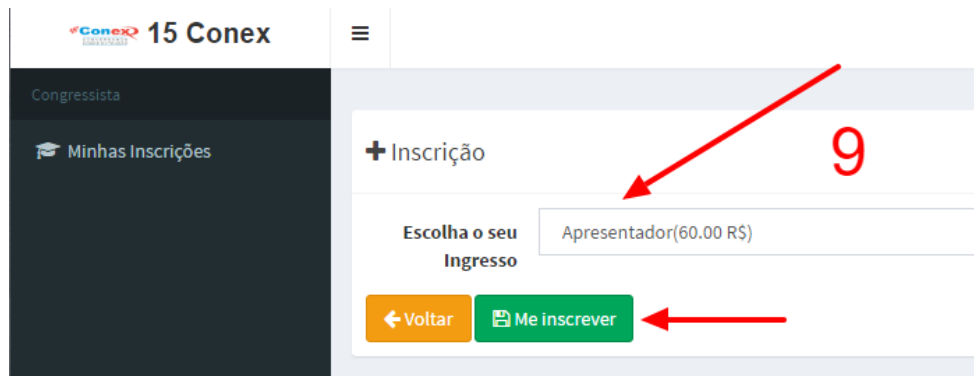 Conex 15 Conex
Congressista
Minhas Inscrições
Inscrição
9
Escolha o seu
Ingresso
Apresentador(60.00 R$)
Voltar
Me inscrever